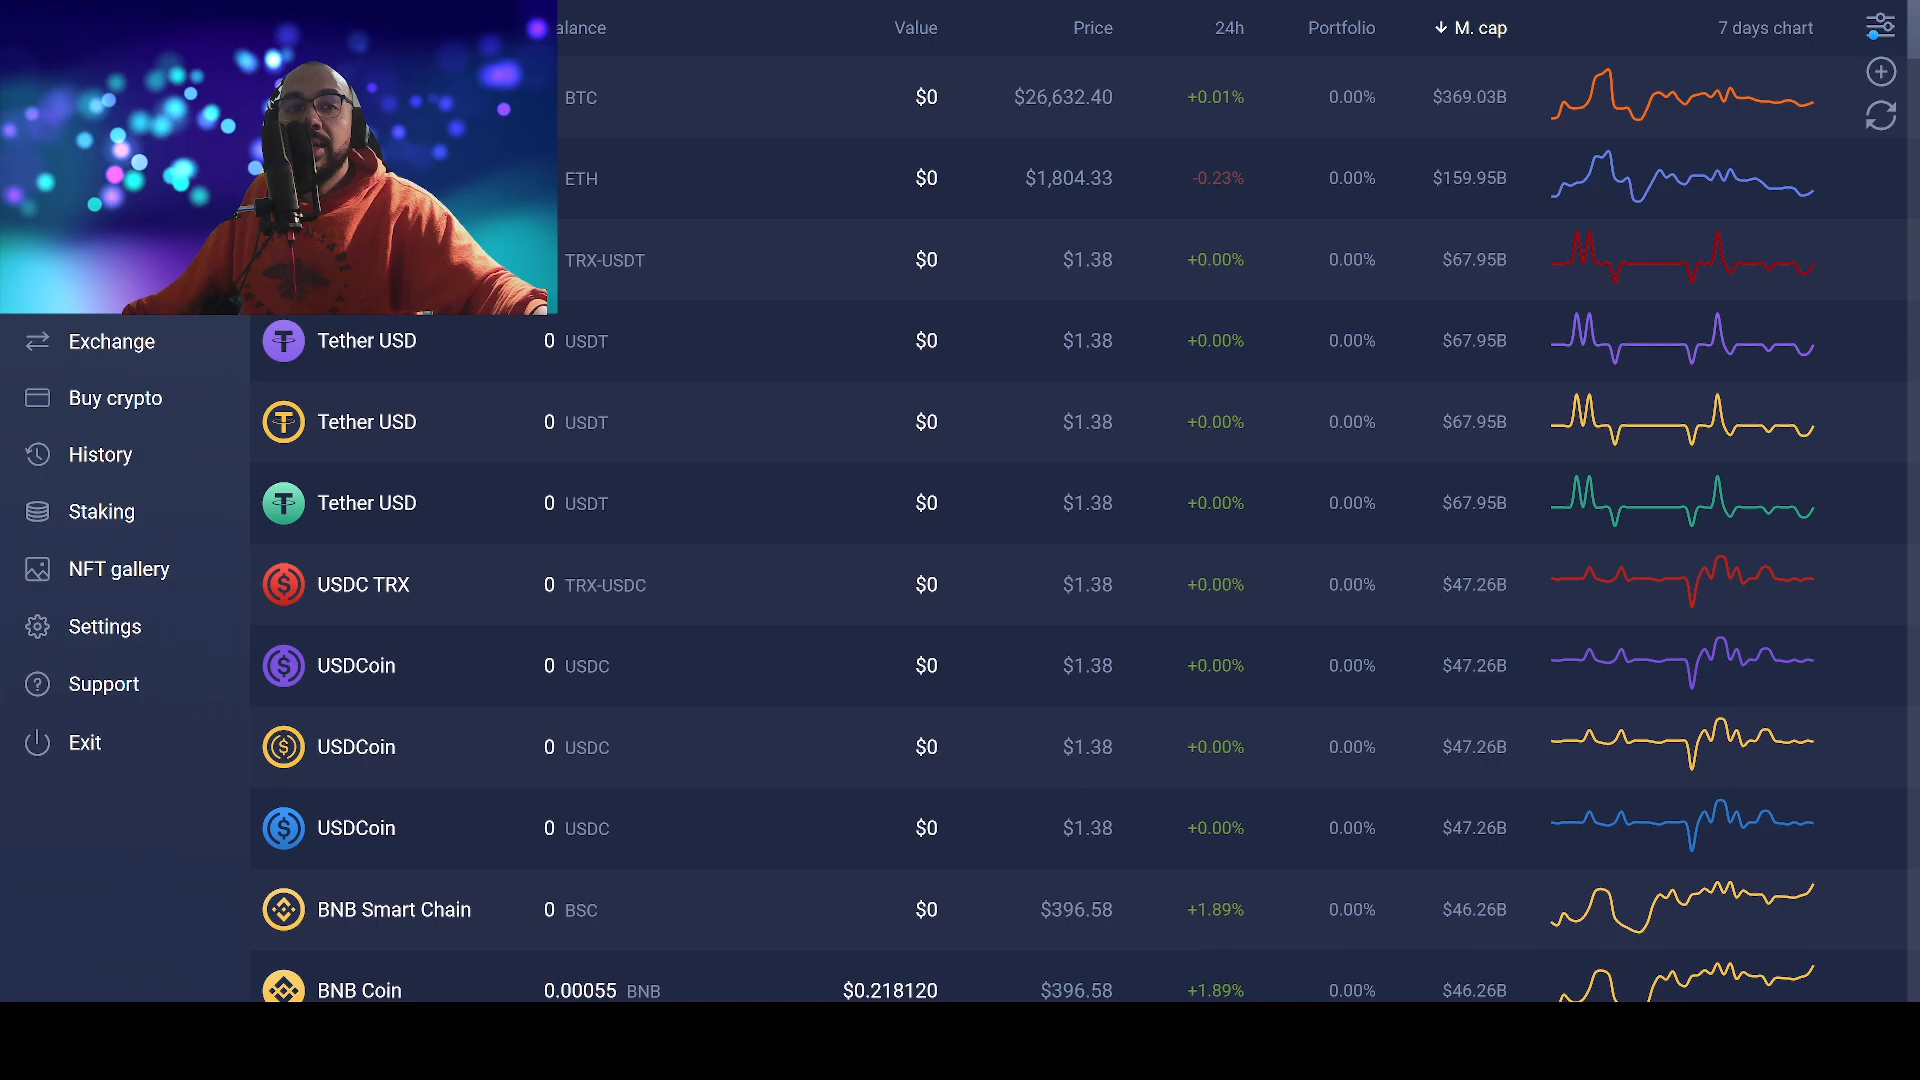 alance Value Price 24h Portfolio ↓ M. cap 7 days chart
BTC $0 $26,632.40 +0.01% 0.00% $369.03B
ETH $0 $1,804.33 -0.23% 0.00% $159.95B
TRX-USDT $0 $1.38 +0.00% 0.00% $67.95B
Exchange
Tether USD 0 USDT $0 $1.38 +0.00% 0.00% $67.95B
Buy crypto
Tether USD 0 USDT $0 $1.38 +0.00% 0.00% $67.95B
History
Tether USD 0 USDT $0 $1.38 +0.00% 0.00% $67.95B
Staking
NFT gallery
USDC TRX 0 TRX-USDC $0 $1.38 +0.00% 0.00% $47.26B
Settings
USDCoin 0 USDC $0 $1.38 +0.00% 0.00% $47.26B
Support
Exit
USDCoin 0 USDC $0 $1.38 +0.00% 0.00% $47.26B
USDCoin 0 USDC $0 $1.38 +0.00% 0.00% $47.26B
BNB Smart Chain 0 BSC $0 $396.58 +1.89% 0.00% $46.26B
BNB Coin 0.00055 BNB $0.218120 $396.58 +1.89% 0.00% $46.26B